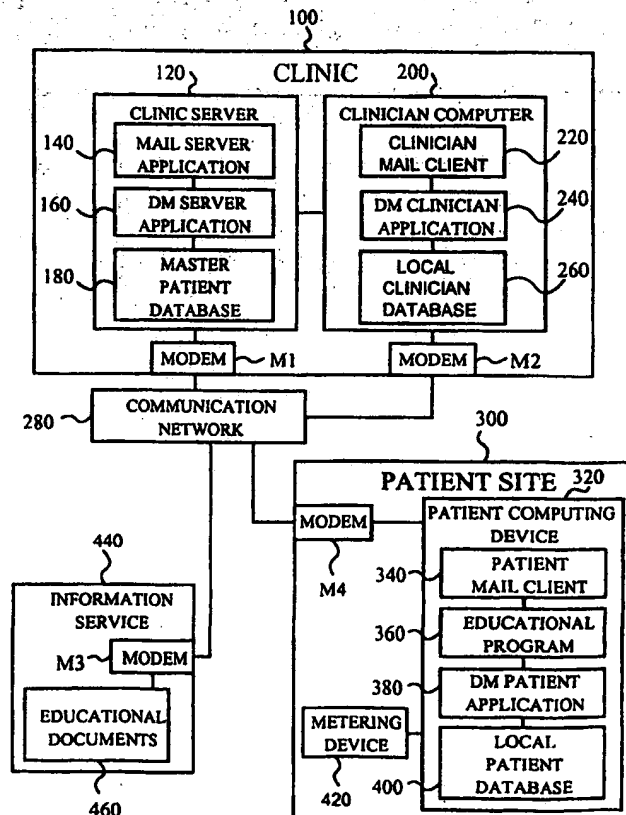 100
CLINIC
120
200
CLINIC SERVER
CLINICIAN COMPUTER
140
MAIL SERVER
APPLICATION
CLINICIAN
MAIL CLIENT
220
160
DM SERVER
APPLICATION
DM CLINICIAN
APPLICATION
240
180
MASTER
PATIENT
DATABASE
LOCAL
CLINICIAN
DATABASE
260
MODEM
M1
MODEM
M2
280
COMMUNICATION
NETWORK
300
PATIENT SITE
320
MODEM
M4
PATIENT COMPUTING
DEVICE
340
PATIENT
MAIL CLIENT
360
EDUCATIONAL
PROGRAM
380
DM PATIENT
APPLICATION
METERING
DEVICE
420
400
LOCAL
PATIENT
DATABASE
440
INFORMATION
SERVICE
M3
MODEM
EDUCATIONAL
DOCUMENTS
460